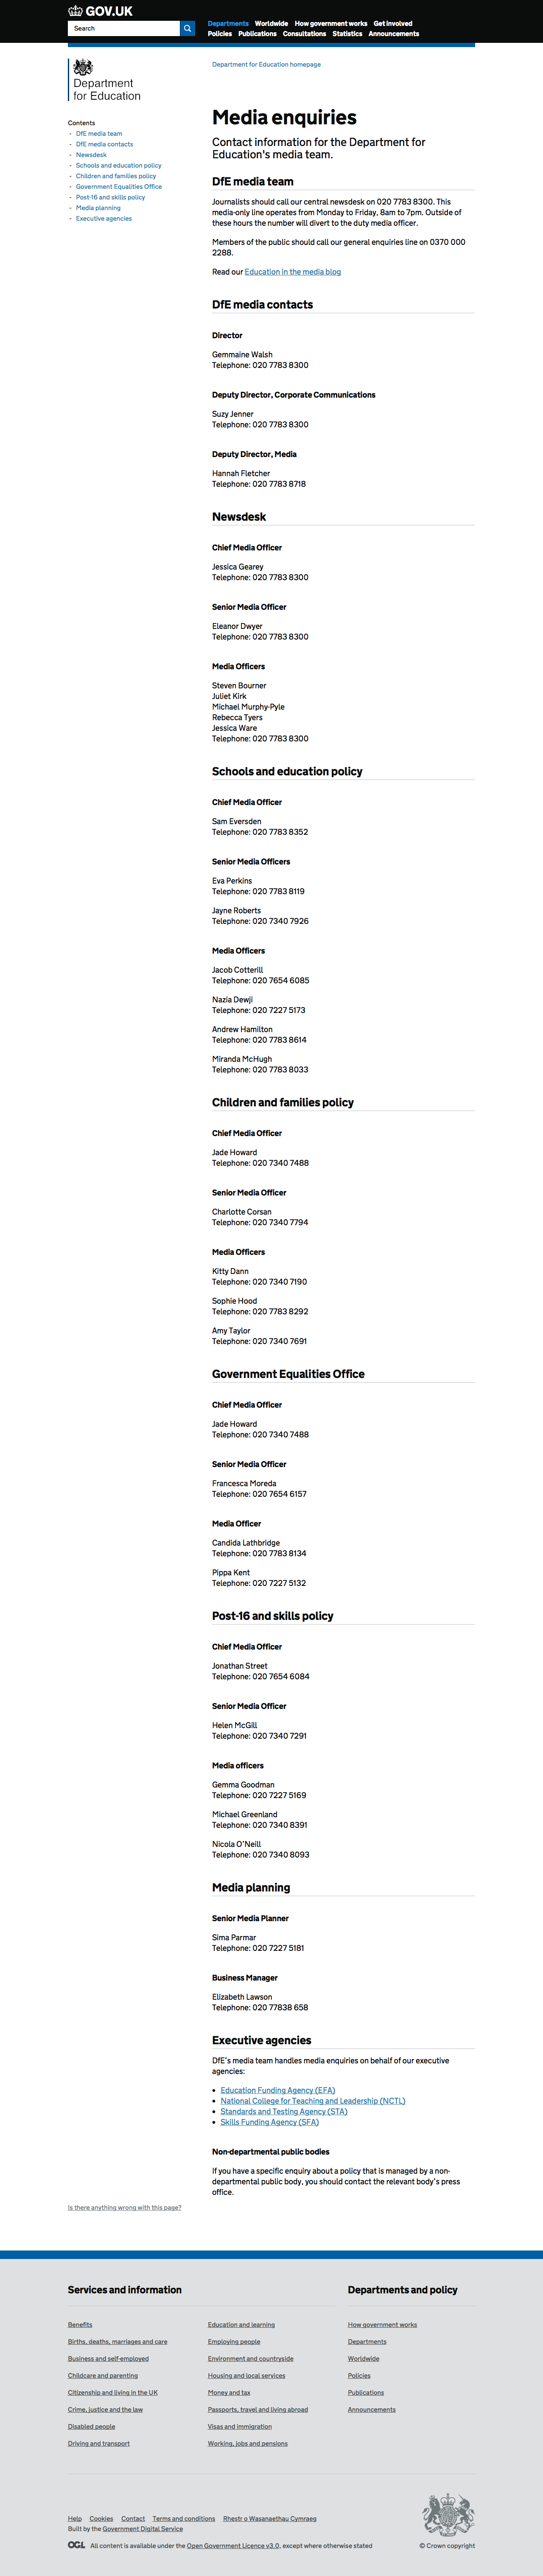 GOV.UK
Search
Departments Worldwide How government works Get involved
Policies Publications Consultations Statistics Announcements
Department
for Education
Department for Education homepage
Contents
- DfE media team
- DfE media contacts
- Newsdesk
- Schools and education policy
- Children and families policy
- Government Equalities Office
- Post-16 and skills policy
- Media planning
- Executive agencies
Media enquiries
Contact information for the Department for
Education's media team.
DfE media team
Journalists should call our central newsdesk on 020 7783 8300. This
media-only line operates from Monday to Friday, 8am to 7pm. Outside of
these hours the number will divert to the duty media officer.
Members of the public should call our general enquiries line on 0370 000
2288.
Read our Education in the media blog
DfE media contacts
Director
Gemmaine Walsh
Telephone: 020 7783 8300
Deputy Director, Corporate Communications
Suzy Jenner
Telephone: 020 7783 8300
Deputy Director, Media
Hannah Fletcher
Telephone: 020 7783 8718
Newsdesk
Chief Media Officer
Jessica Gearey
Telephone: 020 7783 8300
Senior Media Officer
Eleanor Dwyer
Telephone: 020 7783 8300
Media Officers
Steven Bourner
Juliet Kirk
Michael Murphy-Pyle
Rebecca Tyers
Jessica Ware
Telephone: 020 7783 8300
Schools and education policy
Chief Media Officer
Sam Eversden
Telephone: 020 7783 8352
Senior Media Officers
Eva Perkins
Telephone: 020 7783 8119
Jayne Roberts
Telephone: 020 7340 7926
Media Officers
Jacob Cotterill
Telephone: 020 7654 6085
Nazia Dewji
Telephone: 020 7227 5173
Andrew Hamilton
Telephone: 020 7783 8614
Miranda McHugh
Telephone: 020 7783 8033
Children and families policy
Chief Media Officer
Jade Howard
Telephone: 020 7340 7488
Senior Media Officer
Charlotte Corsan
Telephone: 020 7340 7794
Media Officers
Kitty Dann
Telephone: 020 7340 7190
Sophie Hood
Telephone: 020 7783 8292
Amy Taylor
Telephone: 020 7340 7691
Government Equalities Office
Chief Media Officer
Jade Howard
Telephone: 020 7340 7488
Senior Media Officer
Francesca Moreda
Telephone: 020 7654 6157
Media Officer
Candida Lathbridge
Telephone: 020 7783 8134
Pippa Kent
Telephone: 020 7227 5132
Post-16 and skills policy
Chief Media Officer
Jonathan Street
Telephone: 020 7654 6084
Senior Media Officer
Helen McGill
Telephone: 020 7340 7291
Media officers
Gemma Goodman
Telephone: 020 7227 5169
Michael Greenland
Telephone: 020 7340 8391
Nicola O'Neill
Telephone: 020 7340 8093
Media planning
Senior Media Planner
Sima Parmar
Telephone: 020 7227 5181
Business Manager
Elizabeth Lawson
Telephone: 020 77838 658
Executive agencies
DfE's media team handles media enquiries on behalf of our executive
agencies:
• Education Funding Agency (EFA)
• National College for Teaching and Leadership (NCTL)
• Standards and Testing Agency (STA)
• Skills Funding Agency (SFA)
Non-departmental public bodies
If you have a specific enquiry about a policy that is managed by a non-
departmental public body, you should contact the relevant body's press
office.
Is there anything wrong with this page?
Services and information
Benefits
Births, deaths, marriages and care
Business and self-employed
Childcare and parenting
Citizenship and living in the UK
Crime, justice and the law
Disabled people
Driving and transport
Education and learning
Employing people
Environment and countryside
Housing and local services
Money and tax
Passports, travel and living abroad
Visas and immigration
Working, jobs and pensions
Departments and policy
How government works
Departments
Worldwide
Policies
Publications
Announcements
Help Cookies Contact Terms and conditions Rhestr o Wasanaethau Cymraeg
Built by the Government Digital Service
OGL All content is available under the Open Government Licence v3.0, except where otherwise stated
© Crown copyright